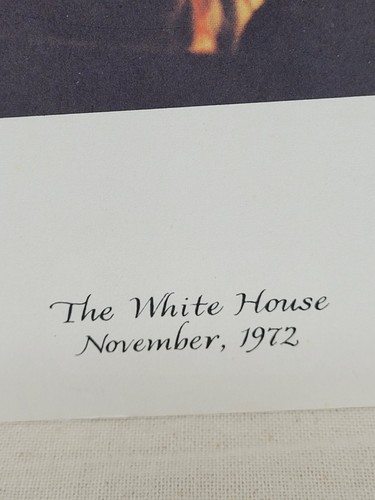 The White House
November, 1972